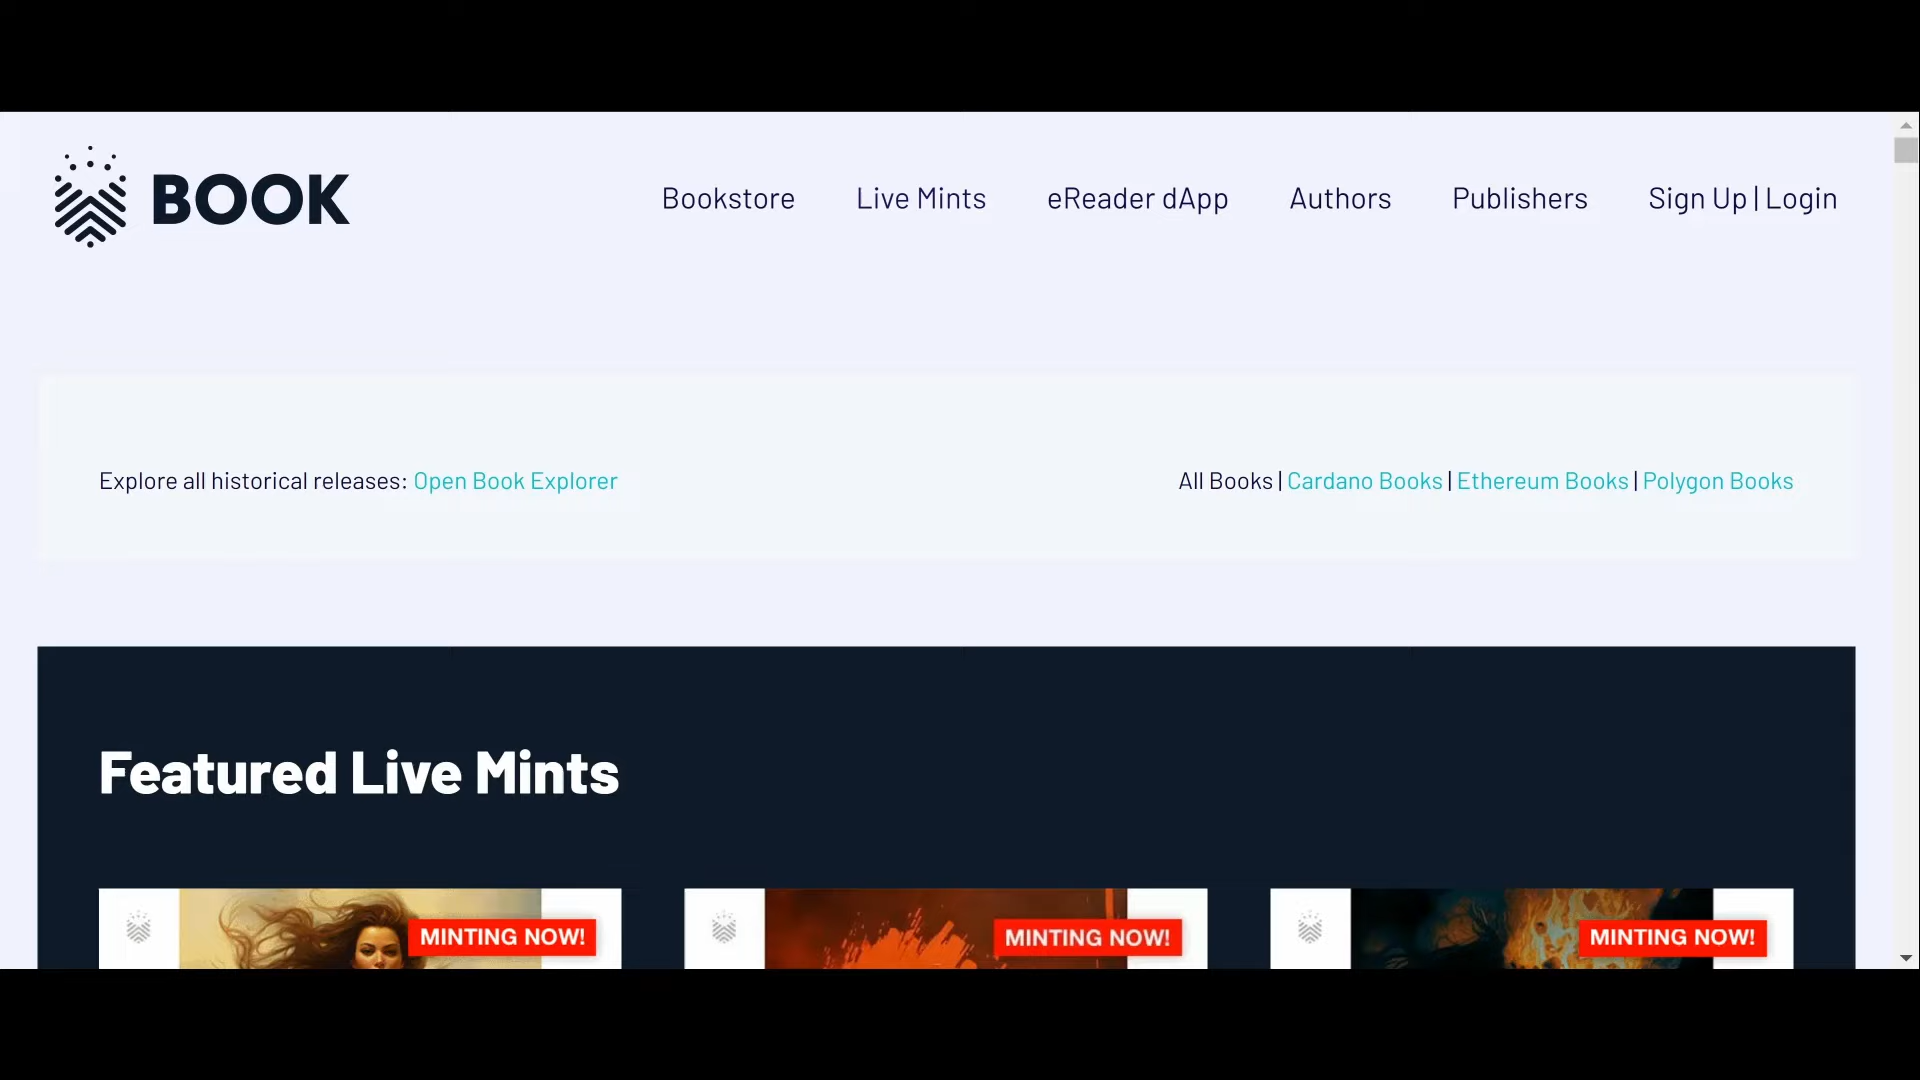 BOOK
Bookstore
Live Mints
eReader dApp
Authors
Publishers
Sign Up | Login
Explore all historical releases: Open Book Explorer
All Books | Cardano Books | Ethereum Books | Polygon Books
Featured Live Mints
MINTING NOW!
MINTING NOW!
MINTING NOW!